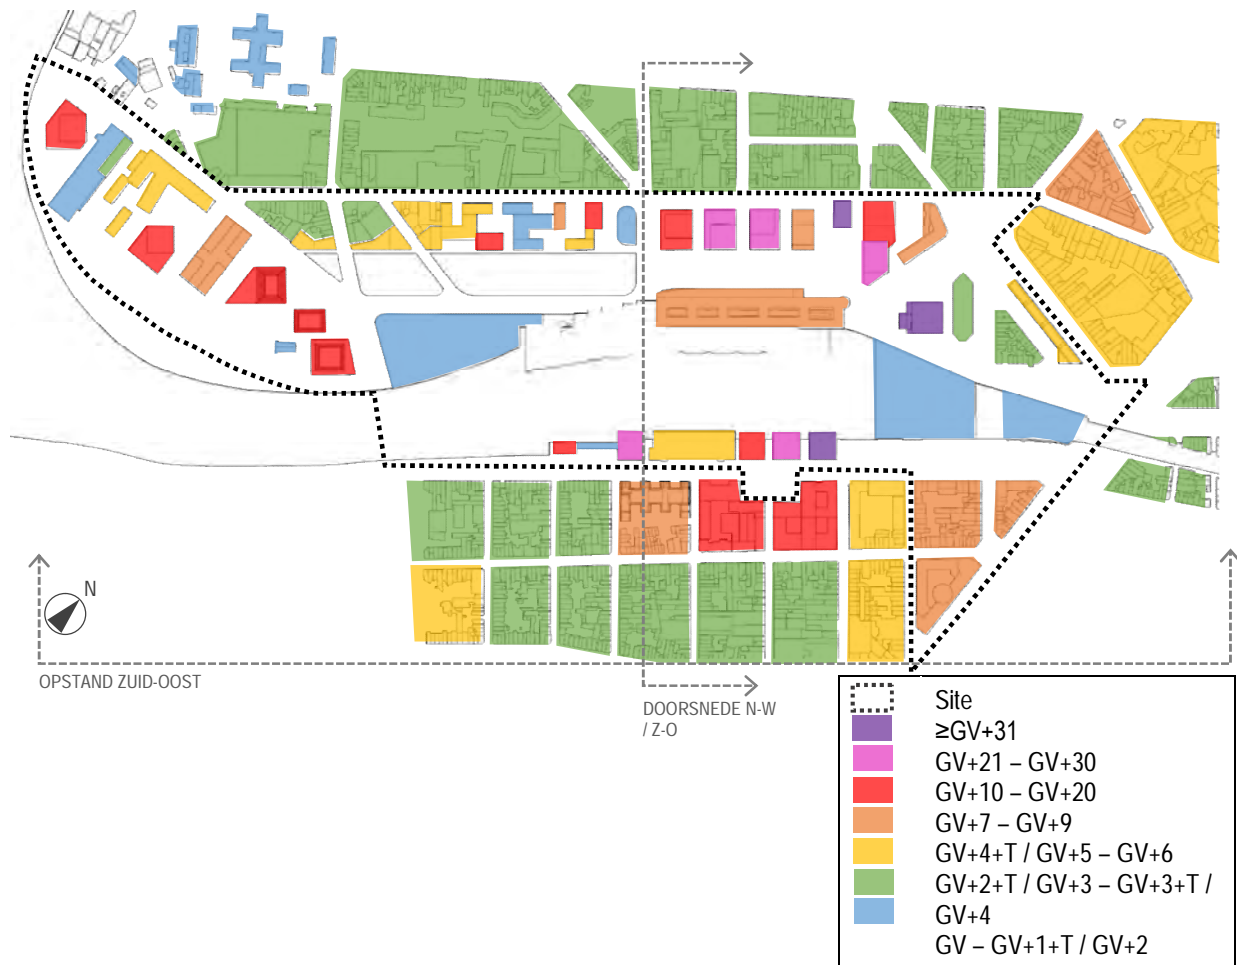 N
OPSTAND ZUID-OOST
DOORSNEDE N-W
/ Z-O
Site
≥GV+31
GV+21 – GV+30
GV+10 – GV+20
GV+7 – GV+9
GV+4+T / GV+5 – GV+6
GV+2+T / GV+3 – GV+3+T /
GV+4
GV – GV+1+T / GV+2